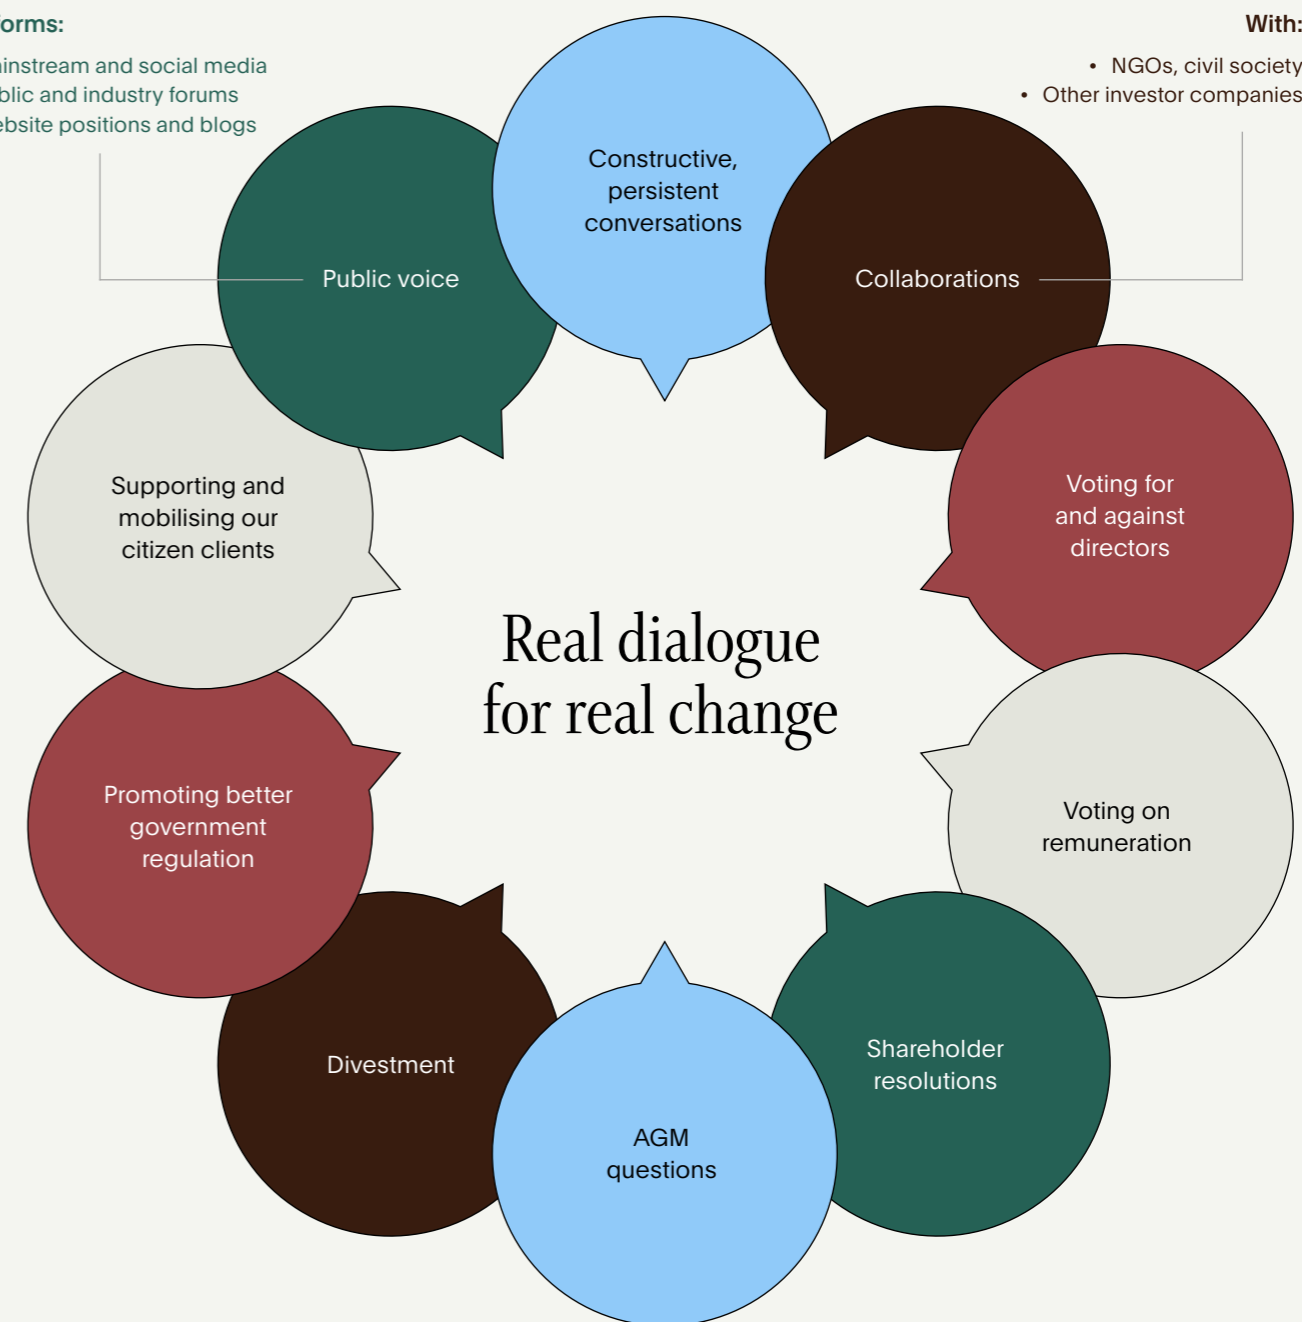 orms:
ainstream and social media
blic and industry forums
ebsite positions and blogs
With:
• NGOs, civil society
• Other investor companies
Constructive,
persistent
conversations
Public voice
Collaborations
Supporting and
mobilising our
citizen clients
Voting for
and against
directors
Real dialogue
for real change
Promoting better
government
regulation
Voting on
remuneration
Divestment
Shareholder
resolutions
AGM
questions